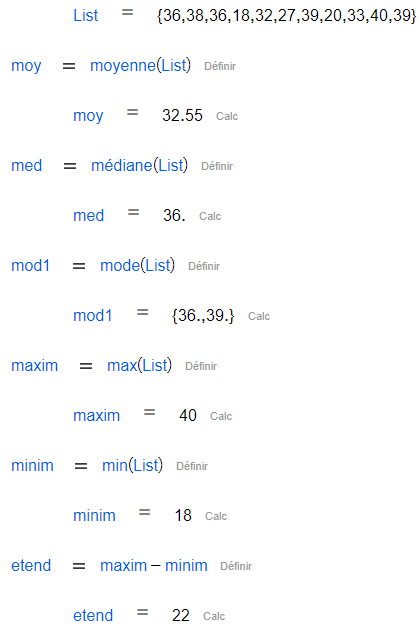 List = {36,38,36,18,32,27,39,20,33,40,39}
moy = moyenne(List) Définir
moy = 32.55 Calc
med = médiane(List) Définir
med = 36. Calc
mod1 = mode(List) Définir
mod1 = {36.,39.} Calc
maxim = max(List) Définir
maxim = 40 Calc
minim = min(List) Définir
minim = 18 Calc
etend = maxim – minim Définir
etend = 22 Calc